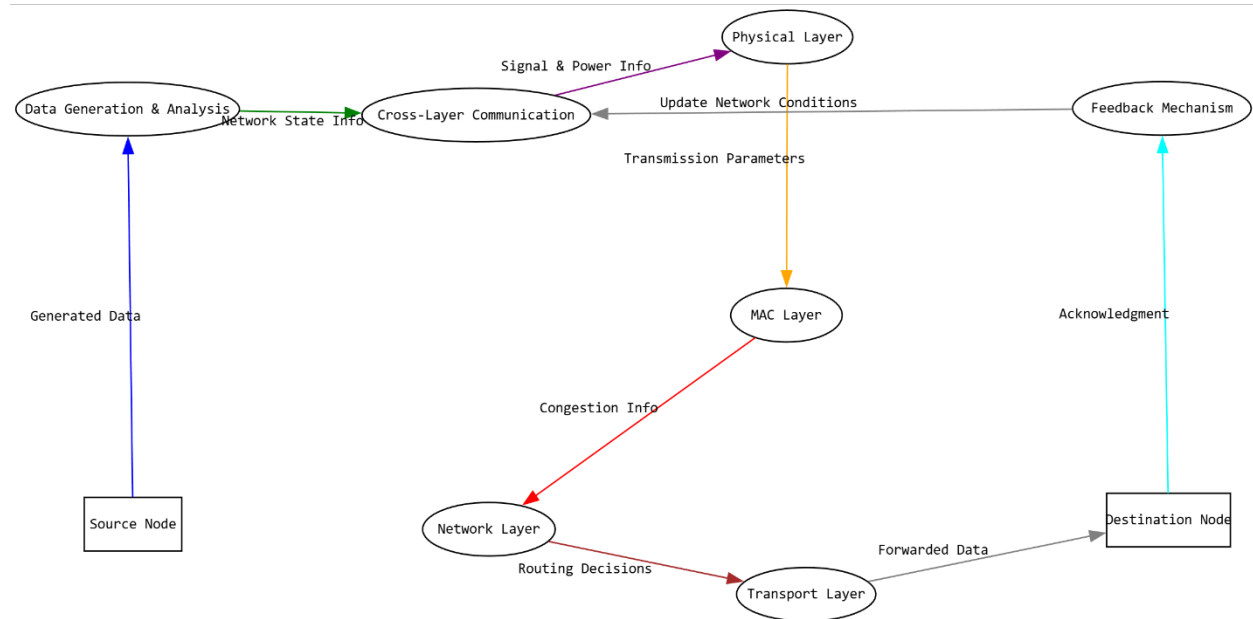 Physical Layer
Signal & Power Info
Data Generation & Analysis
Network State Info
Cross-Layer Communication
Update Network Conditions
Feedback Mechanism
Transmission Parameters
Generated Data
MAC Layer
Acknowledgment
Congestion Info
Source Node
Network Layer
Destination Node
Routing Decisions
Forwarded Data
Transport Layer